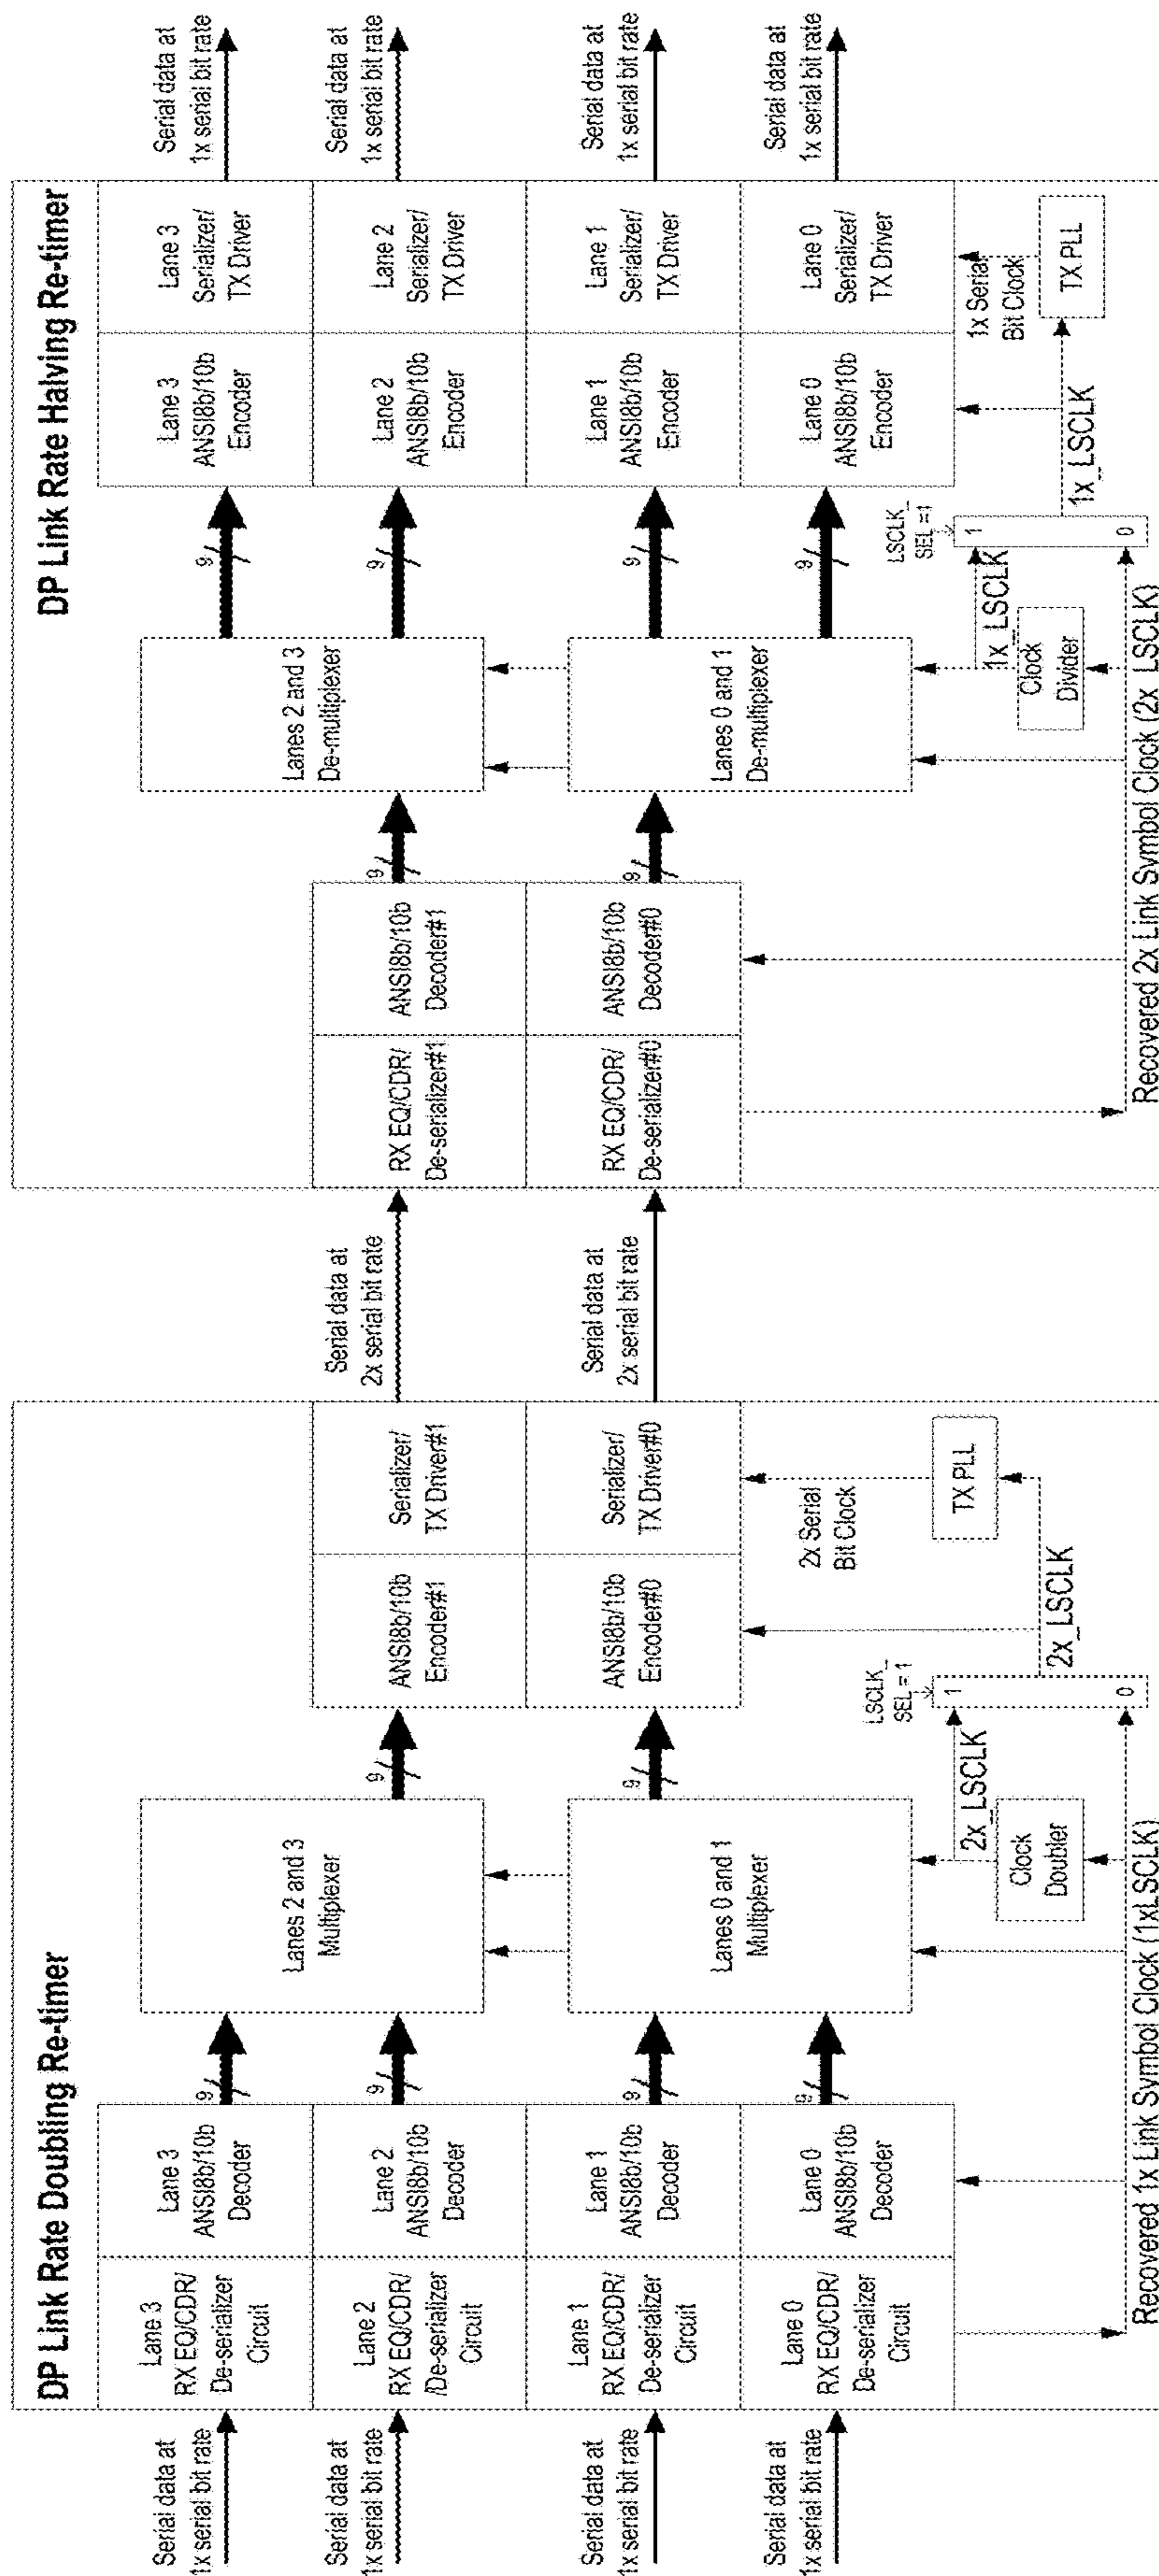 DP Link Rate Doubling Re-timer
Serial data at
1x serial bit rate
Serial data at
1x serial bit rate
Serial data at
1x serial bit rate
Serial data at
1x serial bit rate
Lane 3
RX EQ/CDR/
De-serializer
Circuit
Lane 2
RX EQ/CDR/
/De-serializer
Circuit
Lane 1
RX EQ/CDR/
De-serializer
Circuit
Lane 0
RX EQ/CDR/
De-serializer
Circuit
Lane 3
ANSI8b/10b
Decoder
Lane 2
ANSI8b/10b
Decoder
Lane 1
ANSI8b/10b
Decoder
Lane 0
ANSI8b/10b
Decoder
9
9
9
9
Lanes 2 and 3
Multiplexer
Lanes 0 and 1
Multiplexer
Clock
Doubler
2x_LSCLK
Recovered 1x Link Symbol Clock (1xLSCLK)
9
9
LSCLK_
SEL = 1
1
0
2x_LSCLK
ANSI8b/10b
Encoder#1
ANSI8b/10b
Encoder#0
Serializer/
TX Driver#1
Serializer/
TX Driver#0
2x Serial
Bit Clock
TX PLL
Serial data at
2x serial bit rate
Serial data at
2x serial bit rate
DP Link Rate Halving Re-timer
RX EQ/CDR/
De-serializer#1
RX EQ/CDR/
De-serializer#0
ANSI8b/10b
Decoder#1
ANSI8b/10b
Decoder#0
9
9
Lanes 2 and 3
De-multiplexer
Lanes 0 and 1
De-multiplexer
Clock
Divider
1x_LSCLK
Recovered 2x Link Symbol Clock (2x LSCLK)
9
9
9
9
LSCLK_
SEL =1
1
0
1x_LSCLK
Lane 3
ANSI8b/10b
Encoder
Lane 2
ANSI8b/10b
Encoder
Lane 1
ANSI8b/10b
Encoder
Lane 0
ANSI8b/10b
Encoder
Lane 3
Serializer/
TX Driver
Lane 2
Serializer/
TX Driver
Lane 1
Serializer/
TX Driver
Lane 0
Serializer/
TX Driver
1x Serial
Bit Clock
TX PLL
Serial data at
1x serial bit rate
Serial data at
1x serial bit rate
Serial data at
1x serial bit rate
Serial data at
1x serial bit rate